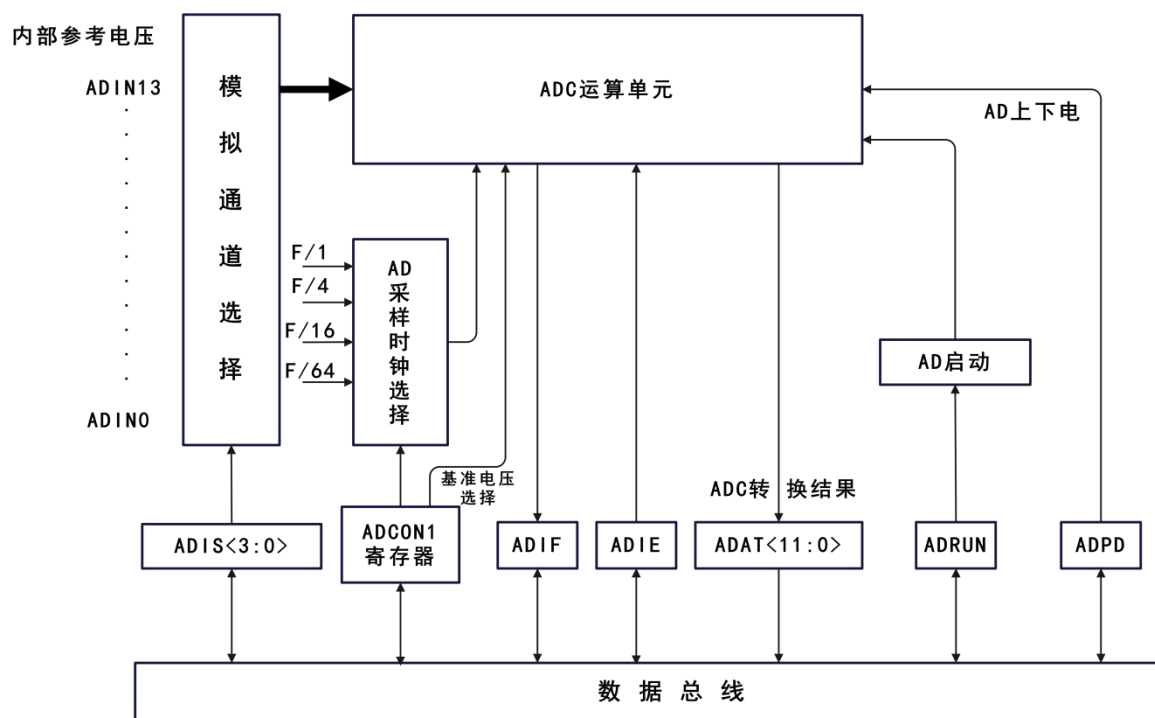 内部参考电压
ADIN13
ADIN0
模拟通道选择
ADC运算单元
AD上下电
F/1
F/4
F/16
F/64
AD采样时钟选择
AD启动
基准电压
选择
ADC转换结果
ADIS<3:0>
ADCON1
寄存器
ADIF
ADIE
ADAT<11:0>
ADRUN
ADPD
数据总线